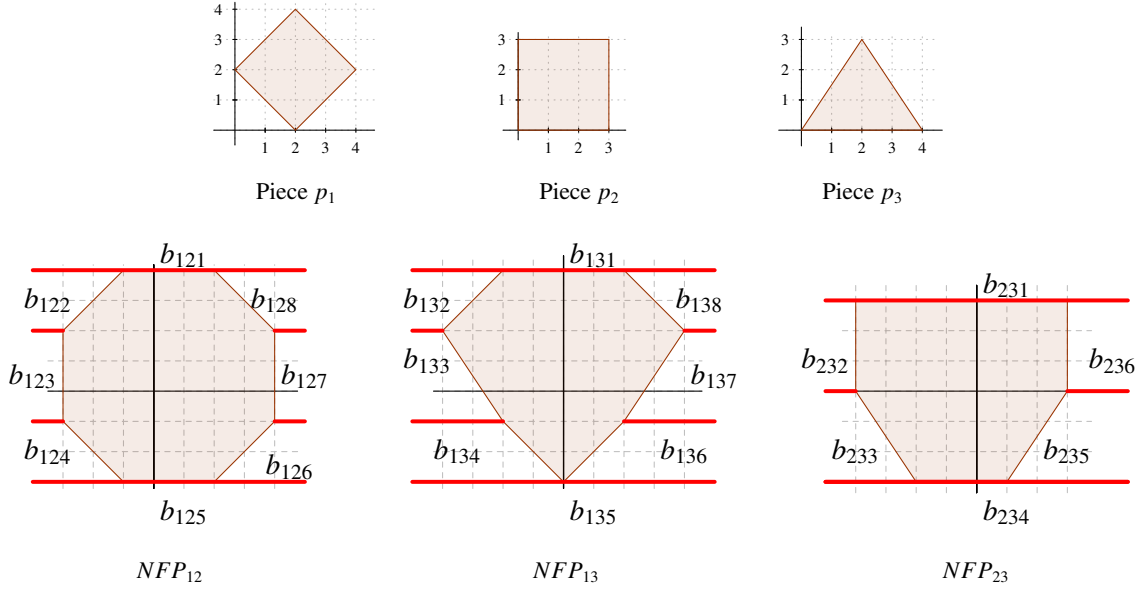 4
3
2
1
1 2 3 4
Piece p₁
3
2
1
1 2 3
Piece p₂
3
2
1
1 2 3 4
Piece p₃
b₁₂₁
b₁₂₂
b₁₂₈
b₁₂₃
b₁₂₇
b₁₂₄
b₁₂₆
b₁₂₅
NFP₁₂
b₁₃₁
b₁₃₂
b₁₃₈
b₁₃₃
b₁₃₇
b₁₃₄
b₁₃₆
b₁₃₅
NFP₁₃
b₂₃₁
b₂₃₂
b₂₃₆
b₂₃₃
b₂₃₅
b₂₃₄
NFP₂₃